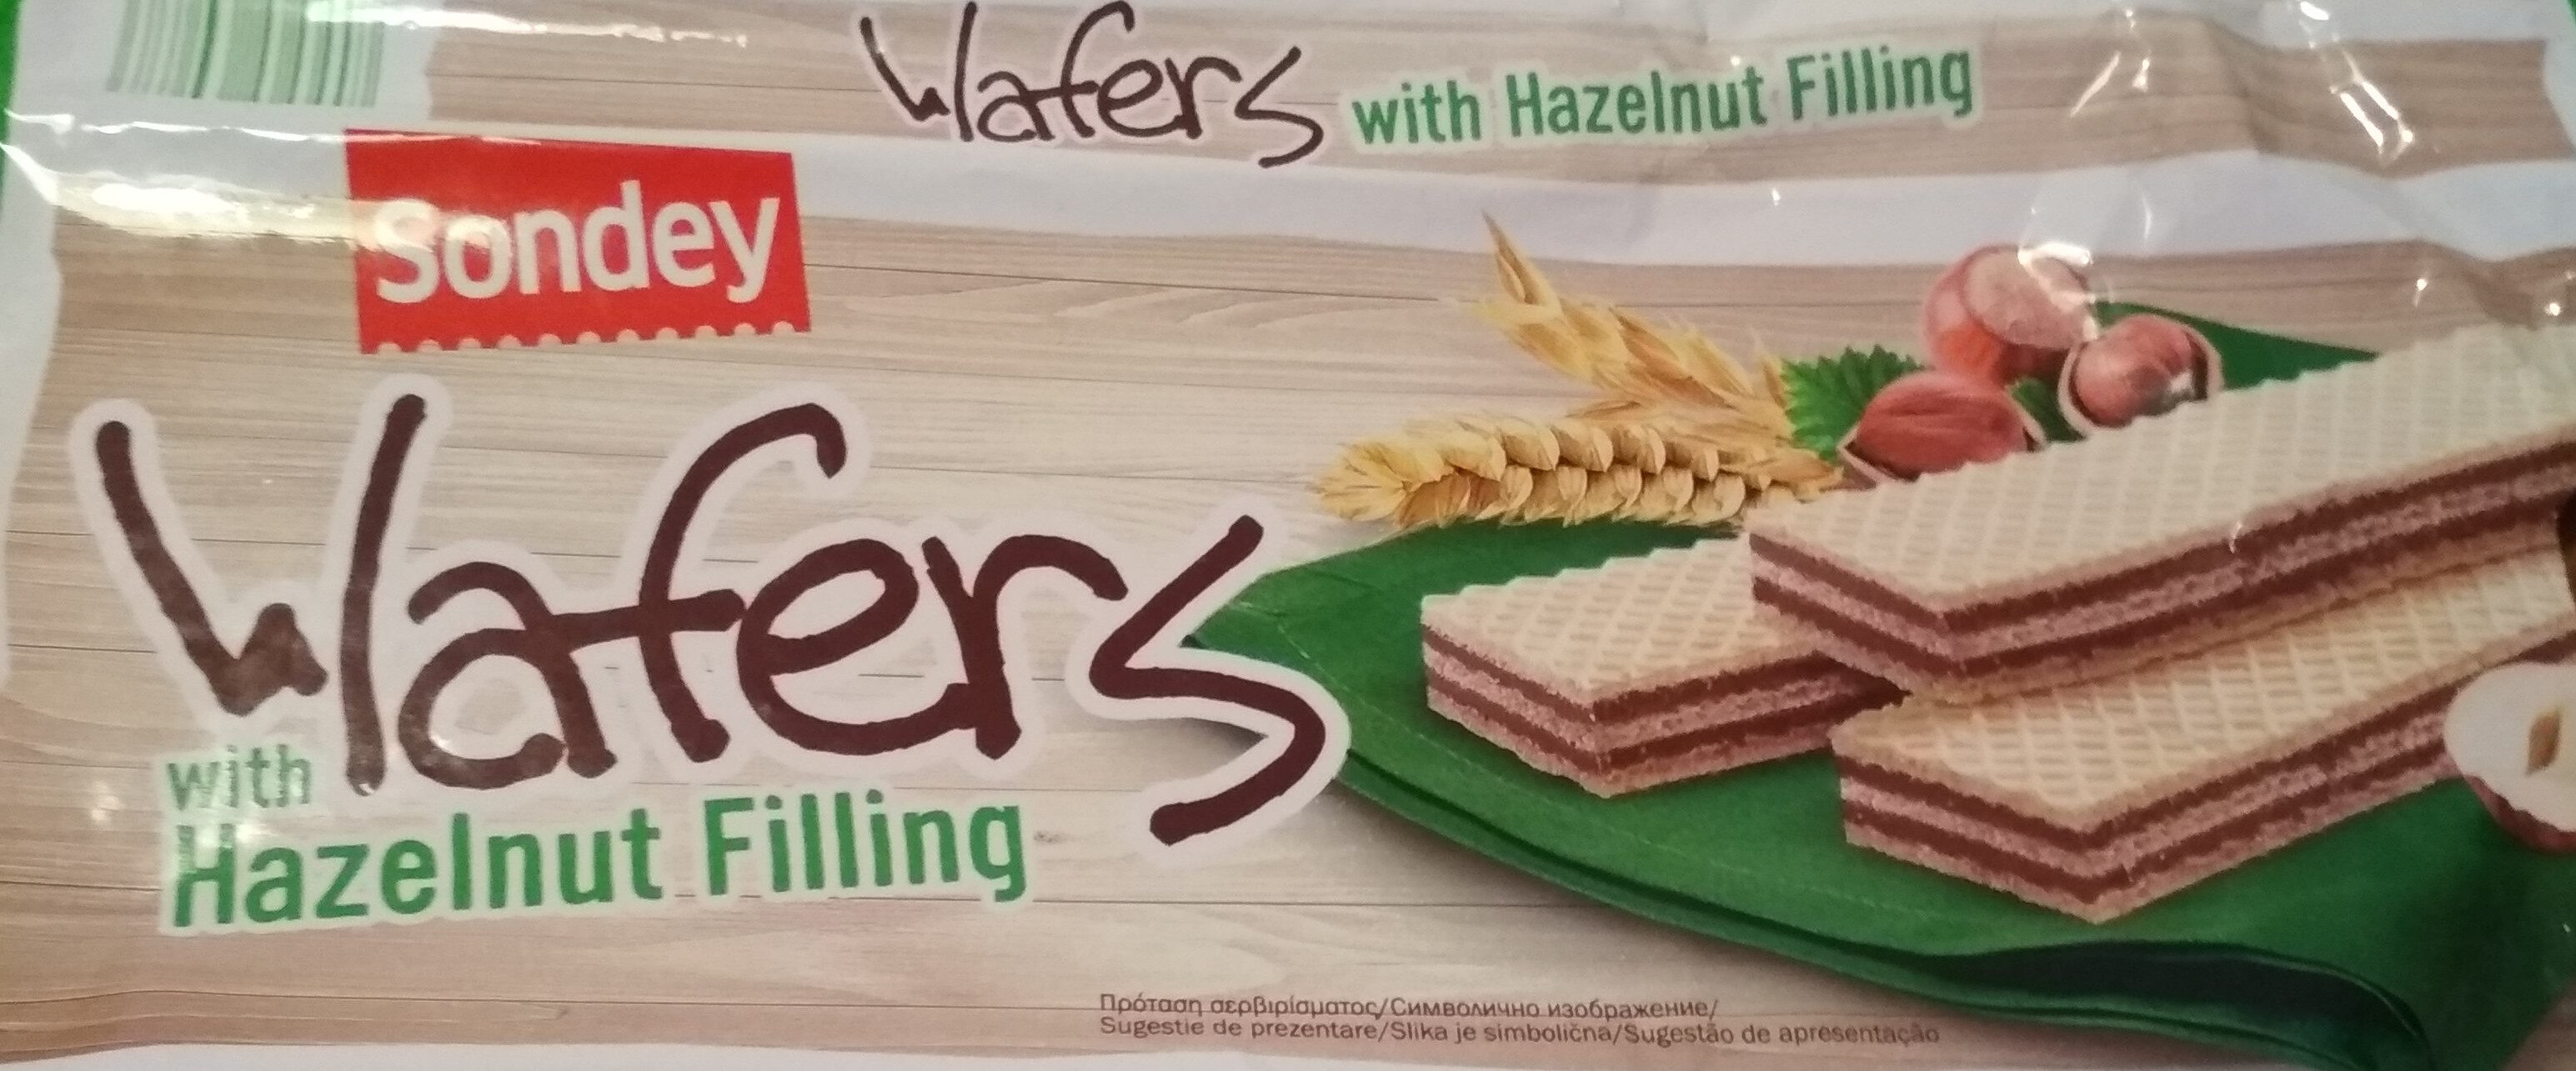 Wafers with Hazelnut Filling
Sondey
Wafers
with
Hazelnut Filling
Πρόταση σερβιρίσματος/Символично изображение/
Sugestie de prezentare/Slika je simbolična/Sugestão de apresentação